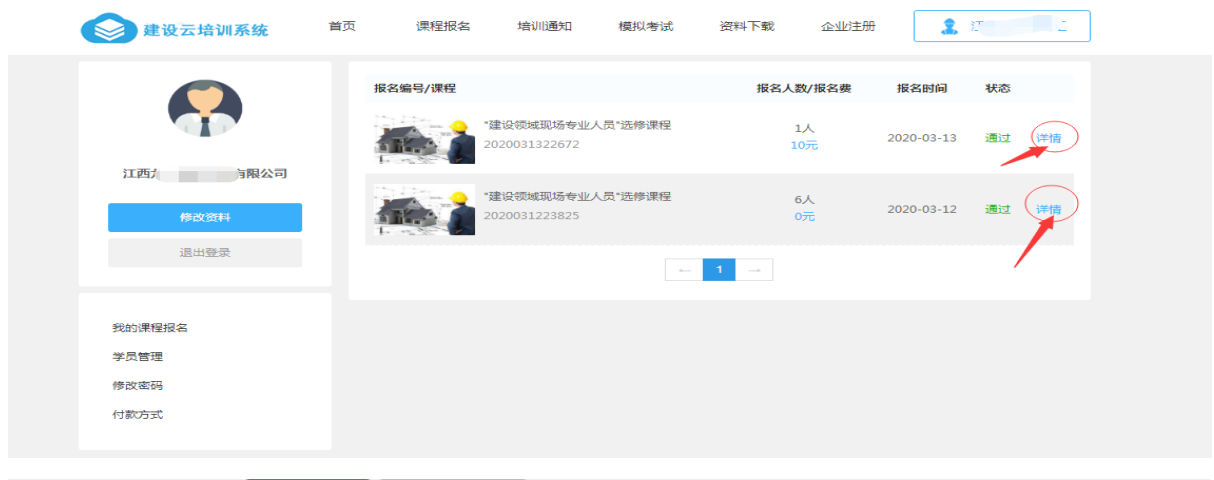 建设云培训系统 首页 课程报名 培训通知 模拟考试 资料下载 企业注册
报名编号/课程 报名人数/报名费 报名时间 状态
"建设领域现场专业人员"选修课程
2020031322672
1人
10元
2020-03-13 通过 详情
"建设领域现场专业人员"选修课程
2020031223825
6人
0元
2020-03-12 通过 详情
← 1 →
江西 有限公司
修改资料
退出登录
我的课程报名
学员管理
修改密码
付款方式